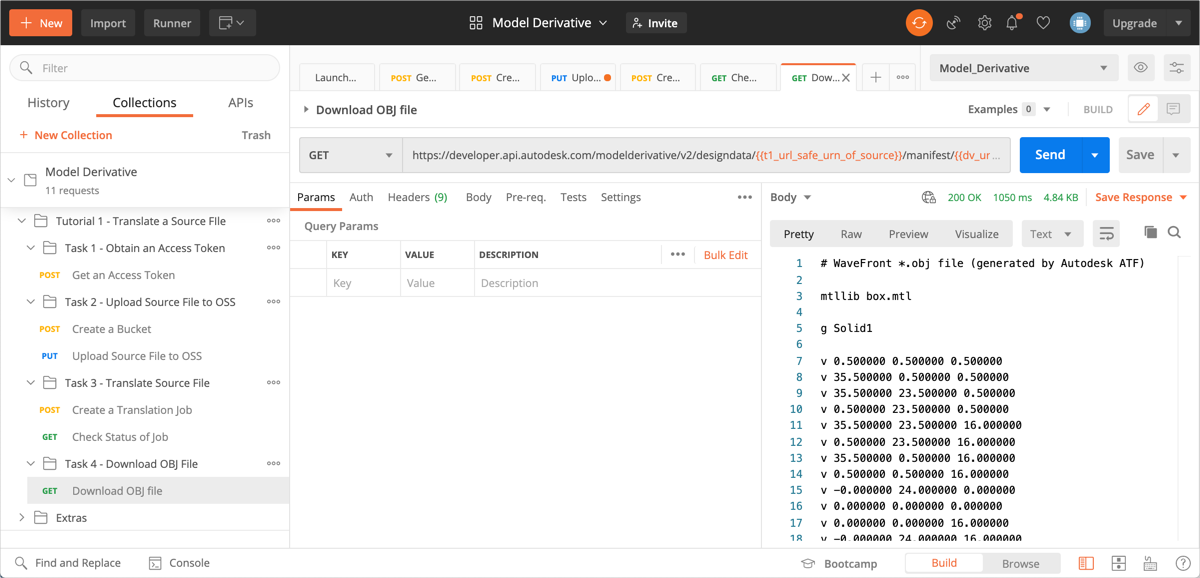 New
Import
Runner
Model Derivative
Invite
Upgrade
Filter
History
Collections
APIs
+ New Collection
Trash
Model Derivative
11 requests
Tutorial 1 - Translate a Source FIle
Task 1 - Obtain an Access Token
POST Get an Access Token
Task 2 - Upload Source File to OSS
POST Create a Bucket
PUT Upload Source File to OSS
Task 3 - Translate Source File
POST Create a Translation Job
GET Check Status of Job
Task 4 - Download OBJ File
GET Download OBJ file
Extras
Launch...
POST Ge...
POST Cre...
PUT Uplo...
POST Cre...
GET Che...
GET Dow...
Model_Derivative
Download OBJ file
Examples 0
BUILD
GET
https://developer.api.autodesk.com/modelderivative/v2/designdata/{{t1_url_safe_urn_of_source}}/manifest/{{dv_ur ...
Send
Save
Params
Auth
Headers (9)
Body
Pre-req.
Tests
Settings
Query Params
KEY
VALUE
DESCRIPTION
Bulk Edit
Key
Value
Description
Body
200 OK
1050 ms
4.84 KB
Save Response
Pretty
Raw
Preview
Visualize
Text
1 # WaveFront *.obj file (generated by Autodesk ATF)
2
3 mtllib box.mtl
4
5 g Solid1
6
7 v 0.500000 0.500000 0.500000
8 v 35.500000 0.500000 0.500000
9 v 35.500000 23.500000 0.500000
10 v 0.500000 23.500000 0.500000
11 v 35.500000 23.500000 16.000000
12 v 0.500000 23.500000 16.000000
13 v 35.500000 0.500000 16.000000
14 v 0.500000 0.500000 16.000000
15 v -0.000000 24.000000 0.000000
16 v 0.000000 0.000000 0.000000
17 v 0.000000 0.000000 16.000000
18 v -0.000000 24.000000 16.000000
Find and Replace
Console
Bootcamp
Build
Browse